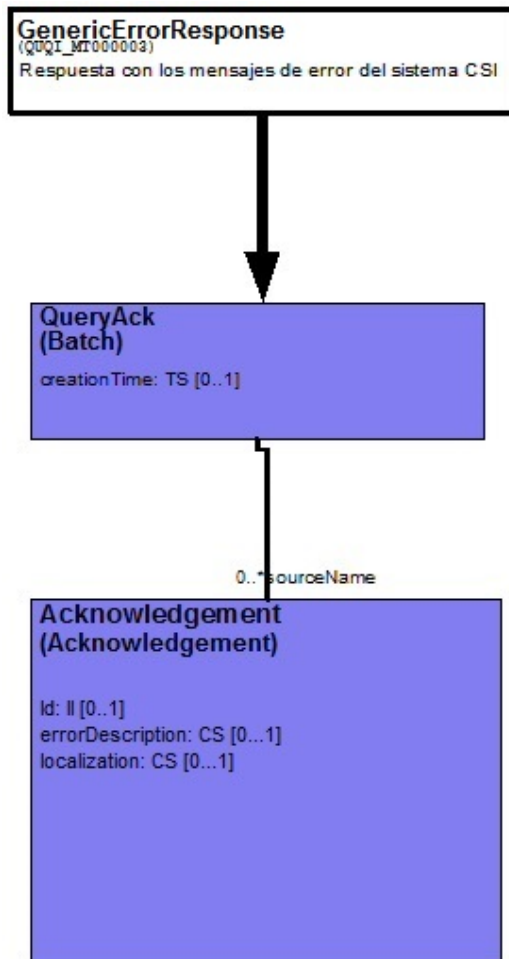 GenericErrorResponse
(QUQI_MT000003)
Respuesta con los mensajes de error del sistema CSI
QueryAck
(Batch)
creationTime: TS [0..1]
0..*sourceName
Acknowledgement
(Acknowledgement)
Id: II [0..1]
errorDescription: CS [0...1]
localization: CS [0...1]